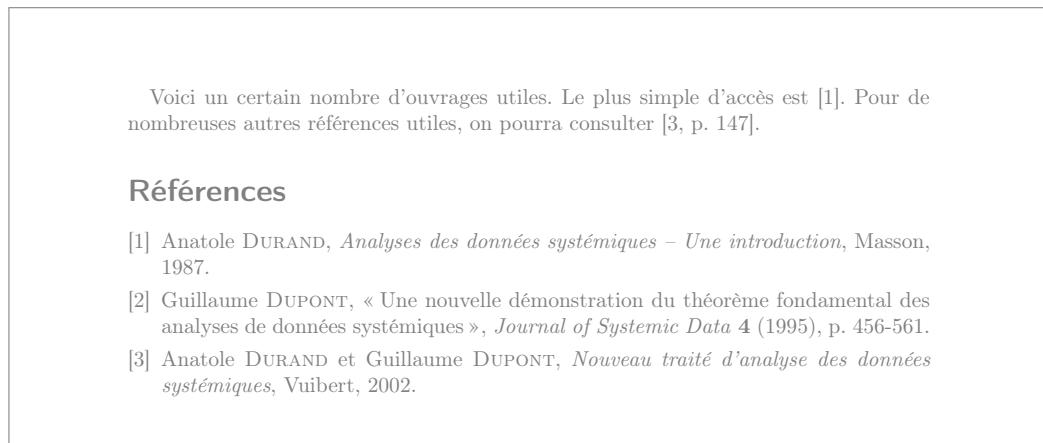 Voici un certain nombre d'ouvrages utiles. Le plus simple d'accès est [1]. Pour de
nombreuses autres références utiles, on pourra consulter [3, p. 147].
Références
[1] Anatole DURAND, Analyses des données systémiques – Une introduction, Masson,
1987.
[2] Guillaume DUPONT, « Une nouvelle démonstration du théorème fondamental des
analyses de données systémiques », Journal of Systemic Data 4 (1995), p. 456-561.
[3] Anatole DURAND et Guillaume DUPONT, Nouveau traité d'analyse des données
systémiques, Vuibert, 2002.